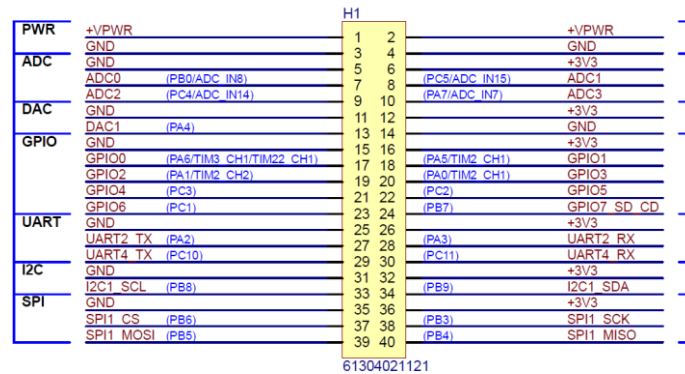 H1
PWR +VPWR 1 2 +VPWR
GND 3 4 GND
ADC GND 5 6 +3V3
ADC0 (PB0/ADC_IN8) 7 8 (PC5/ADC_IN15) ADC1
ADC2 (PC4/ADC_IN14) 9 10 (PA7/ADC_IN7) ADC3
DAC GND 11 12 +3V3
DAC1 (PA4) 13 14 GND
GPIO GND 15 16 +3V3
GPIO0 (PA6/TIM3_CH1/TIM22_CH1) 17 18 (PA5/TIM2_CH1) GPIO1
GPIO2 (PA1/TIM2_CH2) 19 20 (PA0/TIM2_CH1) GPIO3
GPIO4 (PC3) 21 22 (PC2) GPIO5
GPIO6 (PC1) 23 24 (PB7) GPIO7_SD_CD
UART GND 25 26 +3V3
UART2_TX (PA2) 27 28 (PA3) UART2_RX
UART4_TX (PC10) 29 30 (PC11) UART4_RX
I2C GND 31 32 +3V3
I2C1_SCL (PB8) 33 34 (PB9) I2C1_SDA
SPI GND 35 36 +3V3
SPI1_CS (PB6) 37 38 (PB3) SPI1_SCK
SPI1_MOSI (PB5) 39 40 (PB4) SPI1_MISO
61304021121